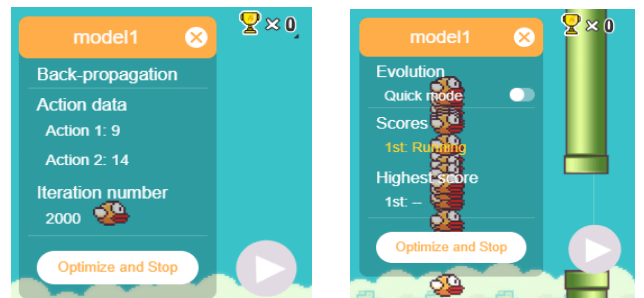 model1
× 0
Back-propagation
Action data
Action 1: 9
Action 2: 14
Iteration number
2000
Optimize and Stop
model1
× 0
Evolution
Quick mode
Scores
1st: Running
Highest score
1st: --
Optimize and Stop